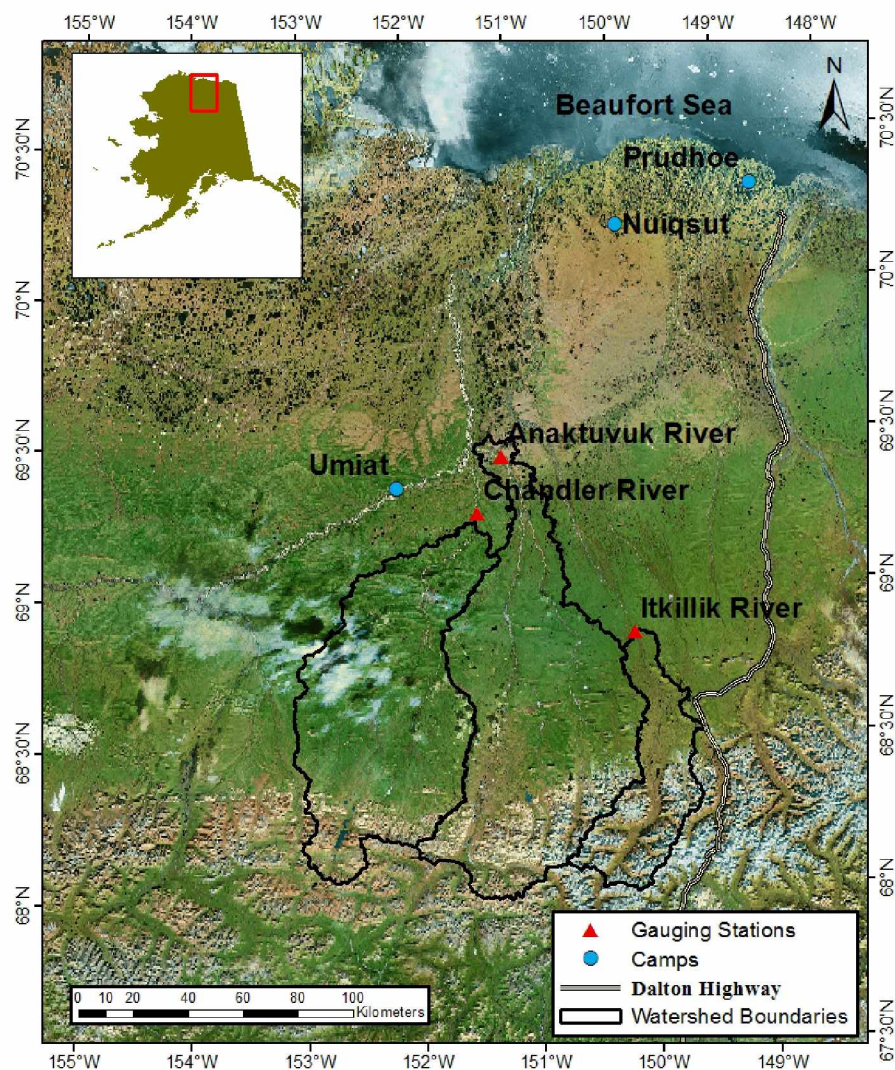 155°W 154°W 153°W 152°W 151°W 150°W 149°W 148°W
N
Beaufort Sea
Prudhoe
Nuiqsut
Anaktuvuk River
Umiat
Chandler River
Itkillik River
70°30'N
70°N
69°30'N
69°N
68°30'N
68°N
70°30'N
70°N
69°30'N
69°N
68°30'N
68°N
67°30'N
Gauging Stations
Camps
Dalton Highway
Watershed Boundaries
0 10 20 40 60 80 100
Kilometers
155°W 154°W 153°W 152°W 151°W 150°W 149°W